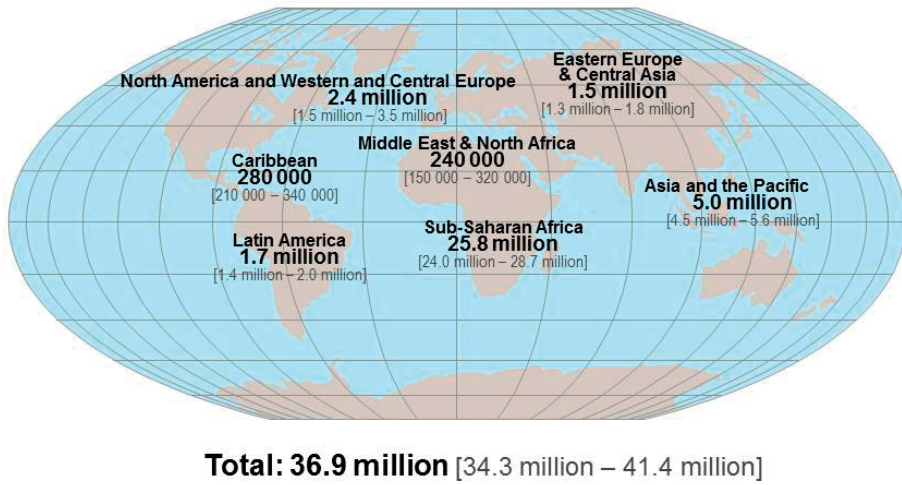 North America and Western and Central Europe
2.4 million
[1.5 million – 3.5 million]
Eastern Europe
& Central Asia
1.5 million
[1.3 million – 1.8 million]
Middle East & North Africa
240 000
[150 000 – 320 000]
Caribbean
280 000
[210 000 – 340 000]
Asia and the Pacific
5.0 million
[4.5 million – 5.6 million]
Latin America
1.7 million
[1.4 million – 2.0 million]
Sub-Saharan Africa
25.8 million
[24.0 million – 28.7 million]
Total: 36.9 million [34.3 million – 41.4 million]